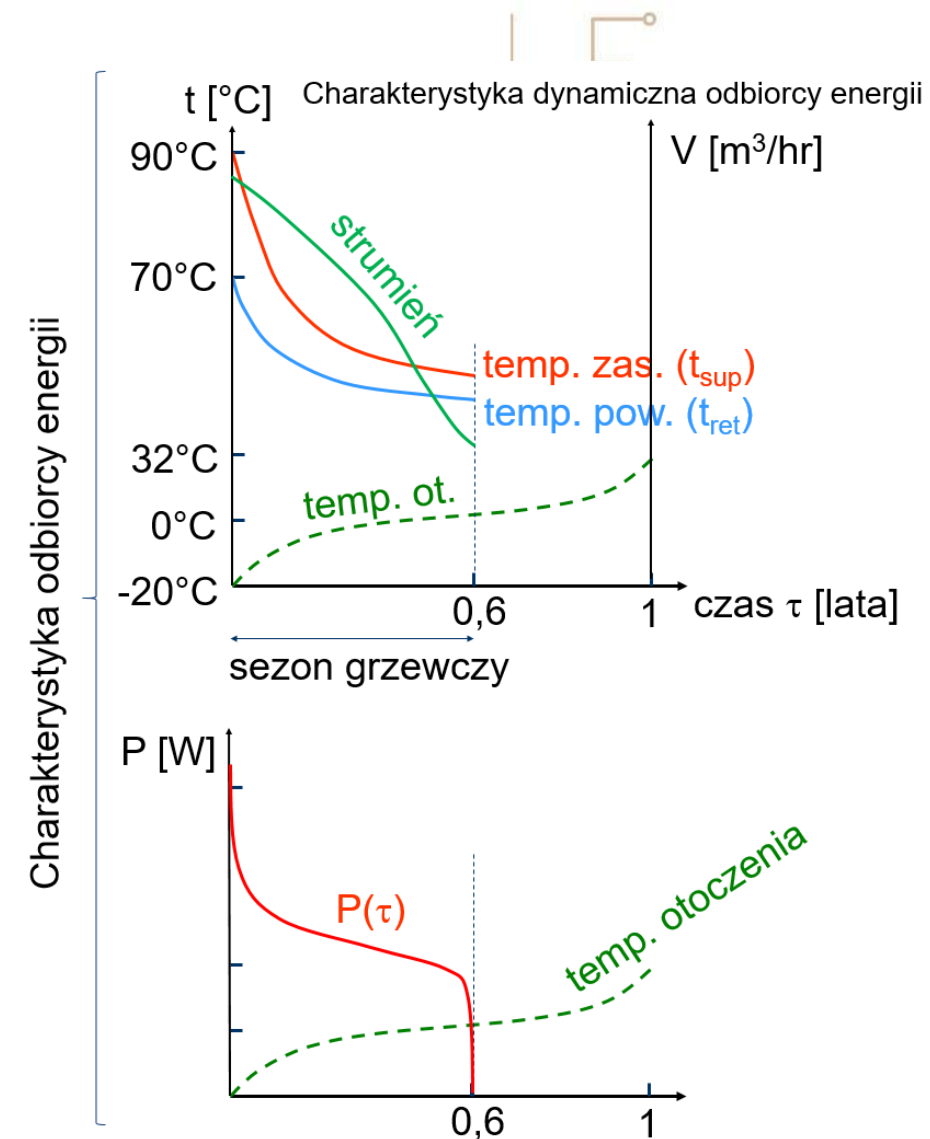 Charakterystyka odbiorcy energii
Charakterystyka dynamiczna odbiorcy energii
t [°C]
V [m³/hr]
90°C
70°C
32°C
0°C
-20°C
strumień
temp. zas. (tsup)
temp. pow. (tret)
temp. ot.
0,6
1
czas τ [lata]
sezon grzewczy
P [W]
P(τ)
temp. otoczenia
0,6
1